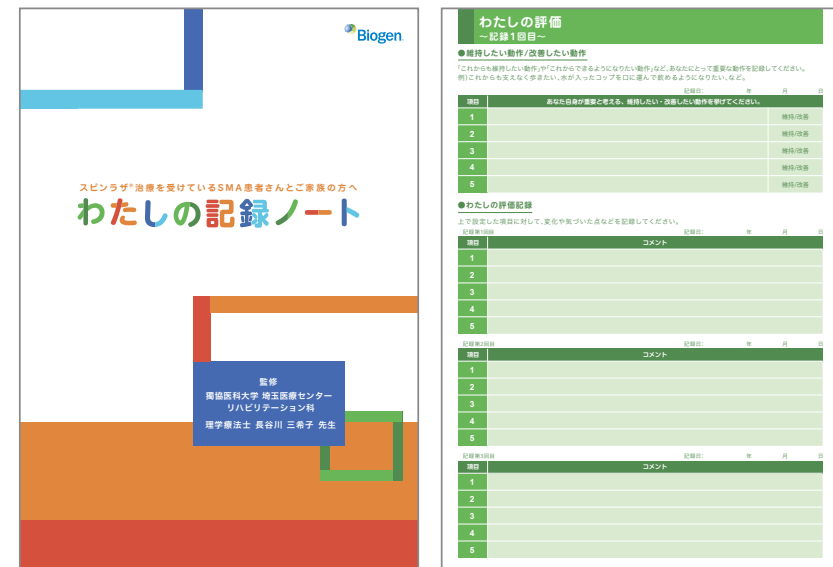 Biogen
スピンラザ®治療を受けているSMA患者さんとご家族の方へ
わたしの記録ノート
監修
獨協医科大学 埼玉医療センター
リハビリテーション科
理学療法士 長谷川 三希子 先生
わたしの評価
～記録1回目～
●維持したい動作/改善したい動作
「これからも維持したい動作」や「これからできるようになりたい動作」など、あなたにとって重要な動作を記録してください。
例)これからも支えなく歩きたい、水が入ったコップを口に運んで飲めるようになりたい、など。
記録日: 年 月 日
項目 あなた自身が重要と考える、維持したい・改善したい動作を挙げてください。
1 維持/改善
2 維持/改善
3 維持/改善
4 維持/改善
5 維持/改善
●わたしの評価記録
上で設定した項目に対して、変化や気づいた点などを記録してください。
記録第1回目 記録日: 年 月 日
項目 コメント
1
2
3
4
5
記録第2回目 記録日: 年 月 日
項目 コメント
1
2
3
4
5
記録第3回目 記録日: 年 月 日
項目 コメント
1
2
3
4
5